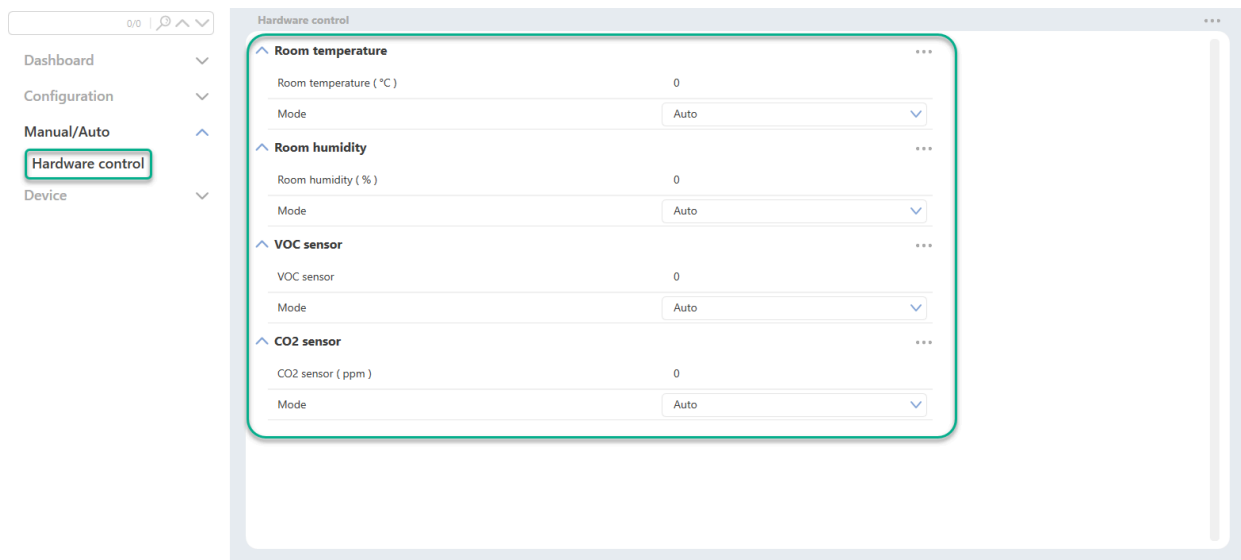 0/0
Dashboard
Configuration
Manual/Auto
Hardware control
Device
Hardware control
Room temperature
Room temperature ( °C ) 0
Mode Auto
Room humidity
Room humidity ( % ) 0
Mode Auto
VOC sensor
VOC sensor 0
Mode Auto
CO2 sensor
CO2 sensor ( ppm ) 0
Mode Auto